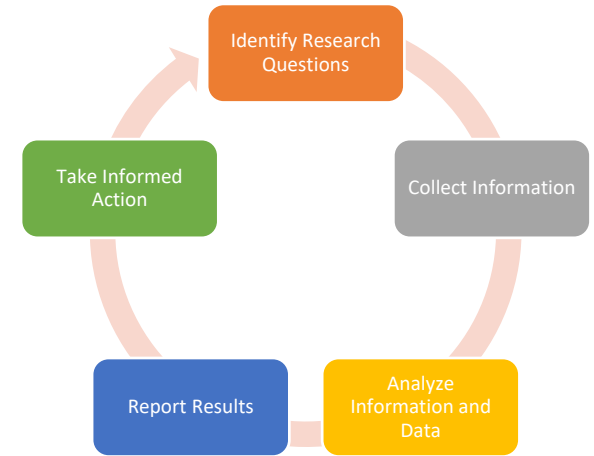 Identify Research
Questions
Collect Information
Analyze
Information and
Data
Report Results
Take Informed
Action